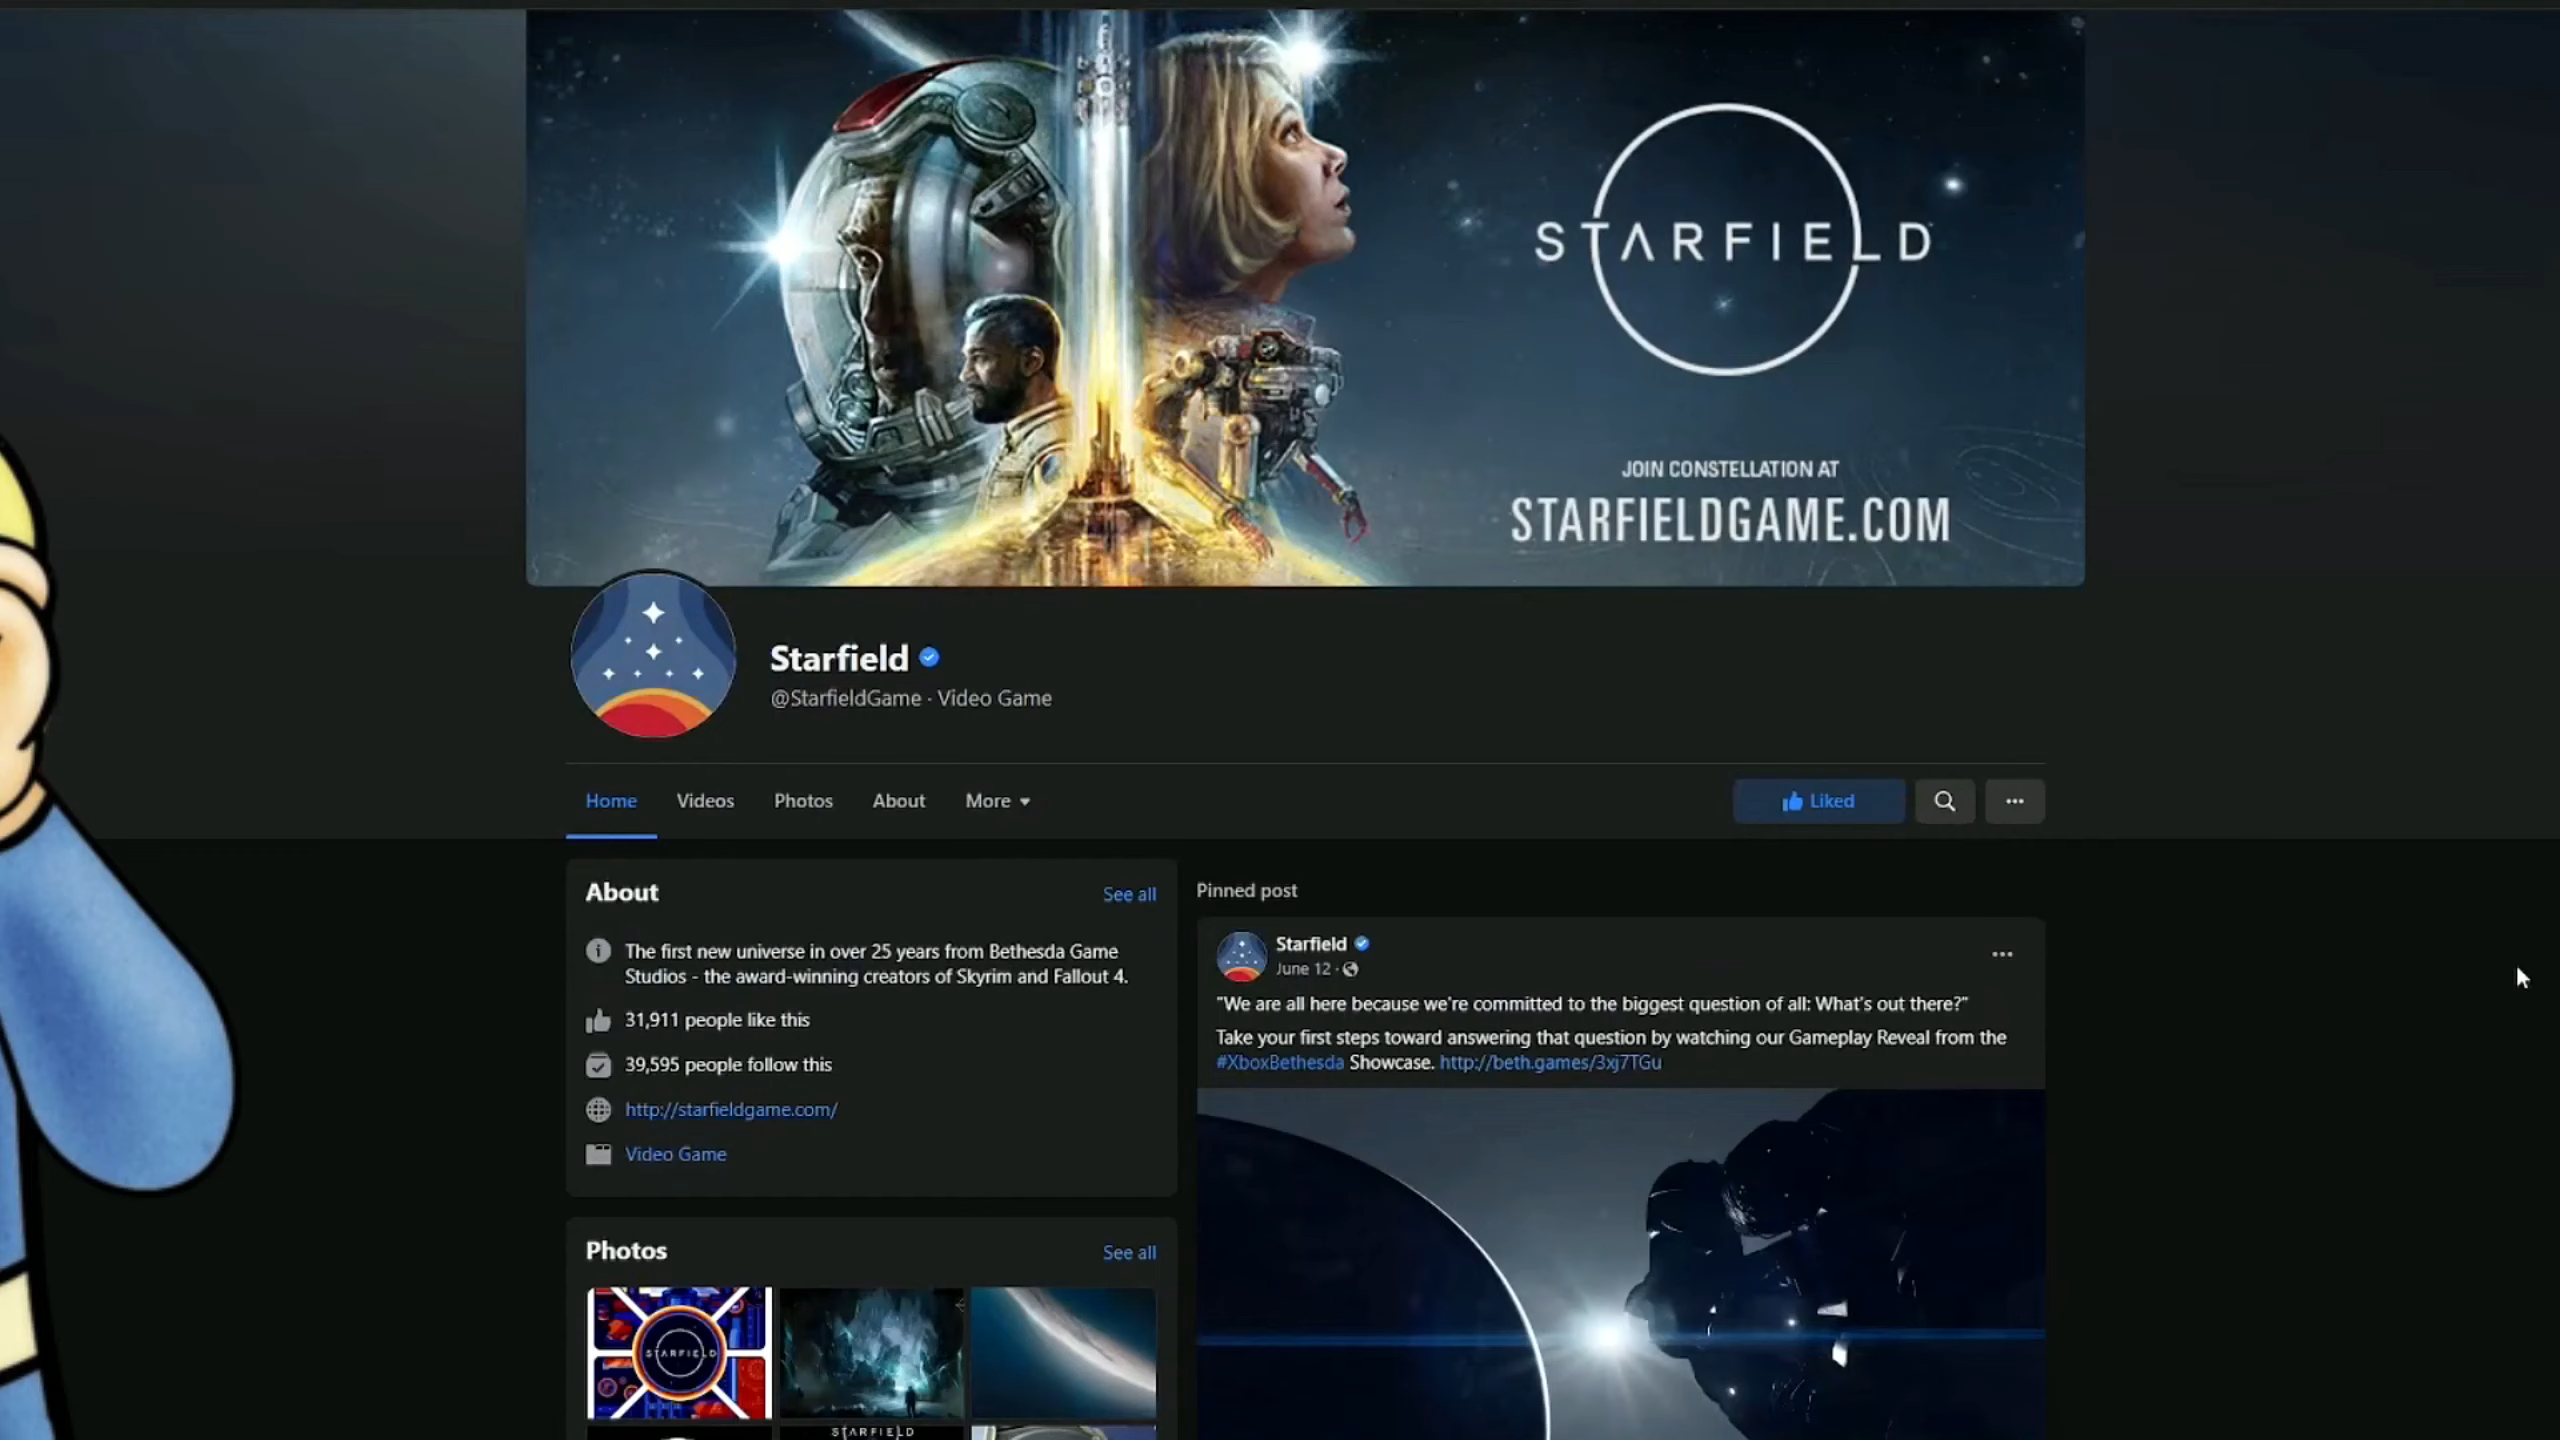 STARFIELD
JOIN CONSTELLATION AT
STARFIELDGAME.COM
Starfield
@StarfieldGame · Video Game
Home
Videos
Photos
About
More
Liked
About
See all
The first new universe in over 25 years from Bethesda Game
Studios - the award-winning creators of Skyrim and Fallout 4.
31,911 people like this
39,595 people follow this
http://starfieldgame.com/
Video Game
Photos
See all
STARFIELD
STARFIELD
Pinned post
Starfield
June 12 ·
"We are all here because we're committed to the biggest question of all: What's out there?"
Take your first steps toward answering that question by watching our Gameplay Reveal from the
#XboxBethesda Showcase. http://beth.games/3xj7TGu